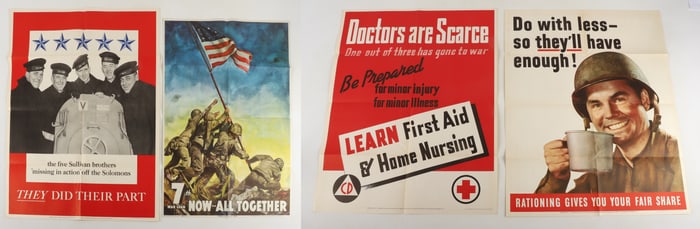 the five Sullivan brothers
'missing in action' off the Solomons
THEY DID THEIR PART
7th
WAR LOAN
NOW··ALL TOGETHER
Doctors are Scarce
One out of three has gone to war
Be Prepared
for minor injury
for minor illness
LEARN First Aid
& Home Nursing
Do with less–
so they'll have
enough!
RATIONING GIVES YOU YOUR FAIR SHARE